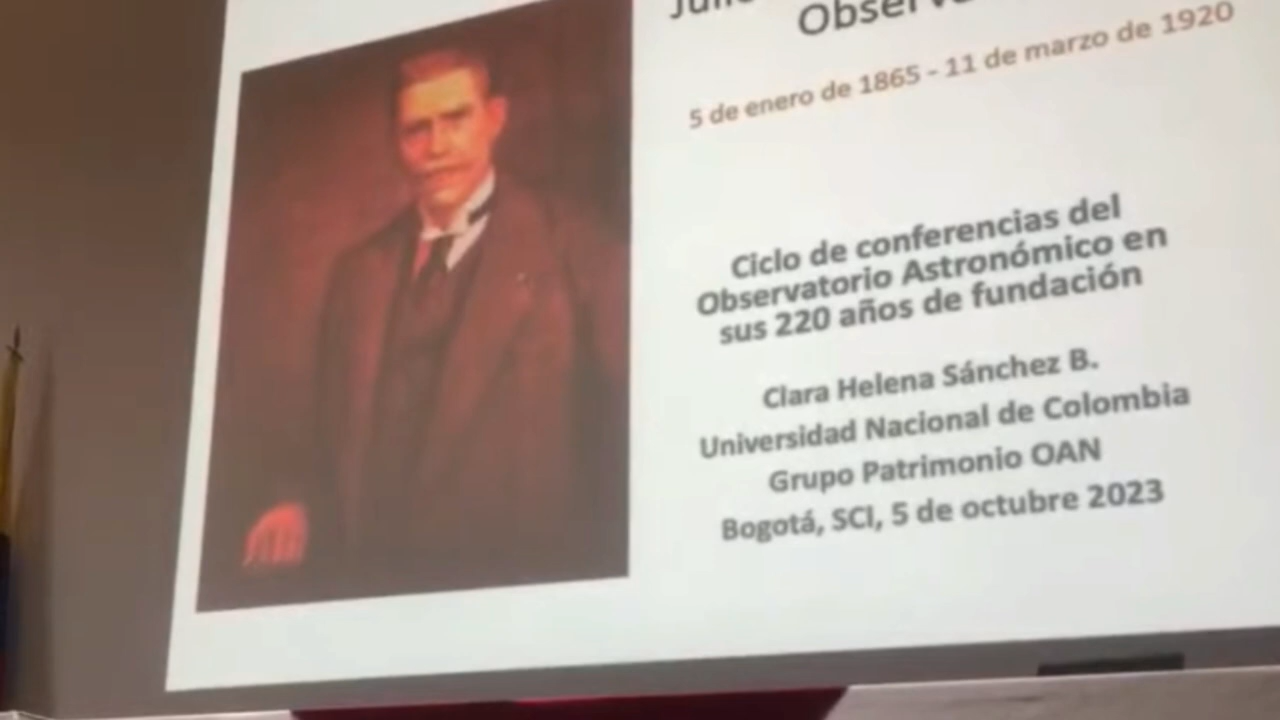 Julio
Observa
5 de enero de 1865 - 11 de marzo de 1920
Ciclo de conferencias del
Observatorio Astronómico en
sus 220 años de fundación
Clara Helena Sánchez B.
Universidad Nacional de Colombia
Grupo Patrimonio OAN
Bogotá, SCI, 5 de octubre 2023